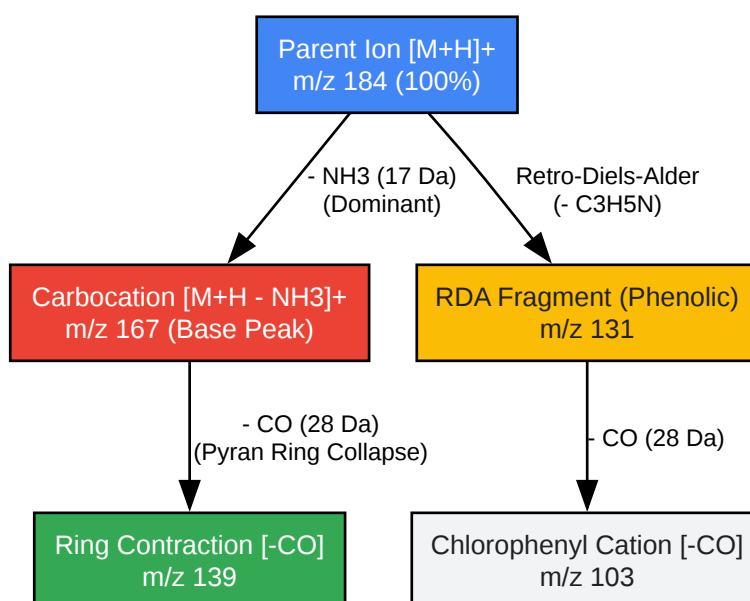 Parent Ion [M+H]+
m/z 184 (100%)
- NH3 (17 Da)
(Dominant)
Retro-Diels-Alder
(- C3H5N)
Carbocation [M+H - NH3]+
m/z 167 (Base Peak)
RDA Fragment (Phenolic)
m/z 131
- CO (28 Da)
(Pyran Ring Collapse)
- CO (28 Da)
Ring Contraction [-CO]
m/z 139
Chlorophenyl Cation [-CO]
m/z 103